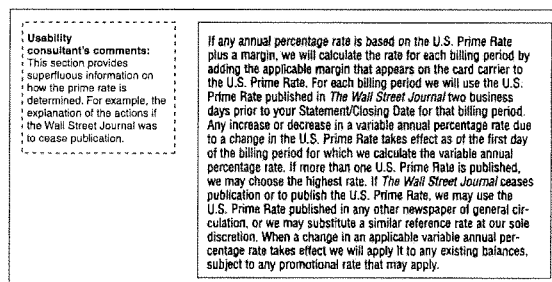 Usability
consultant's comments:
This section provides
superfluous information on
how the prime rate is
determined. For example, the
explanation of the actions if
the Wall Street Journal was
to cease publication.
If any annual percentage rate is based on the U.S. Prime Rate
plus a margin, we will calculate the rate for each billing period by
adding the applicable margin that appears on the card carrier to
the U.S. Prime Rate. For each billing period we will use the U.S.
Prime Rate published in The Wall Street Journal two business
days prior to your Statement/Closing Date for that billing period.
Any increase or decrease in a variable annual percentage rate due
to a change in the U.S. Prime Rate takes effect as of the first day
of the billing period for which we calculate the variable annual
percentage rate. If more than one U.S. Prime Rate is published,
we may choose the highest rate. If The Wall Street Journal ceases
publication or to publish the U.S. Prime Rate, we may use the
U.S. Prime Rate published in any other newspaper of general cir-
culation, or we may substitute a similar reference rate at our sole
discretion. When a change in an applicable variable annual per-
centage rate takes effect we will apply it to any existing balances,
subject to any promotional rate that may apply.